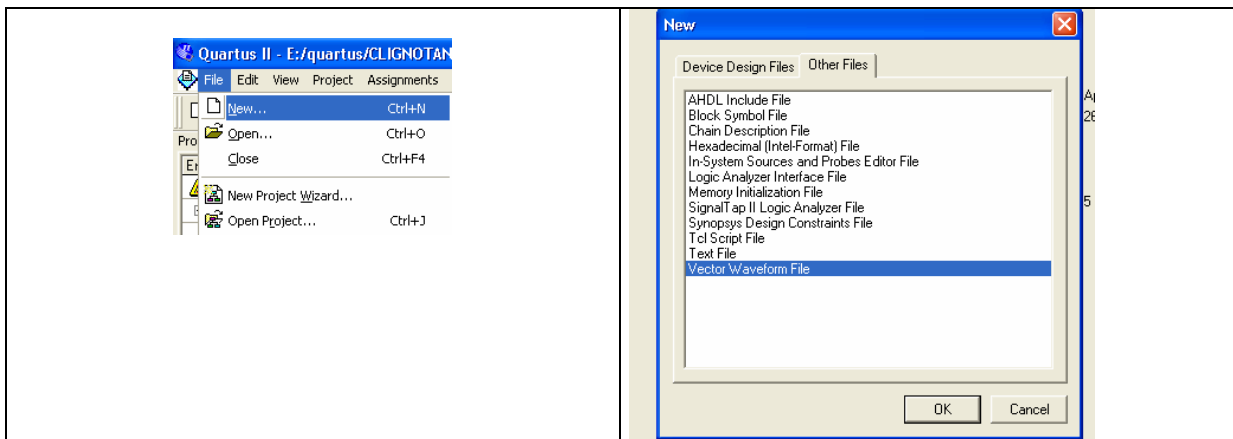 Quartus II - E:/quartus/CLIGNOTAN
File Edit View Project Assignments
New... Ctrl+N
Open... Ctrl+O
Close Ctrl+F4
New Project Wizard...
Open Project... Ctrl+J
Pro
New
Device Design Files Other Files
AHDL Include File
Block Symbol File
Chain Description File
Hexadecimal (Intel-Format) File
In-System Sources and Probes Editor File
Logic Analyzer Interface File
Memory Initialization File
SignalTap II Logic Analyzer File
Synopsys Design Constraints File
Tcl Script File
Text File
Vector Waveform File
OK Cancel